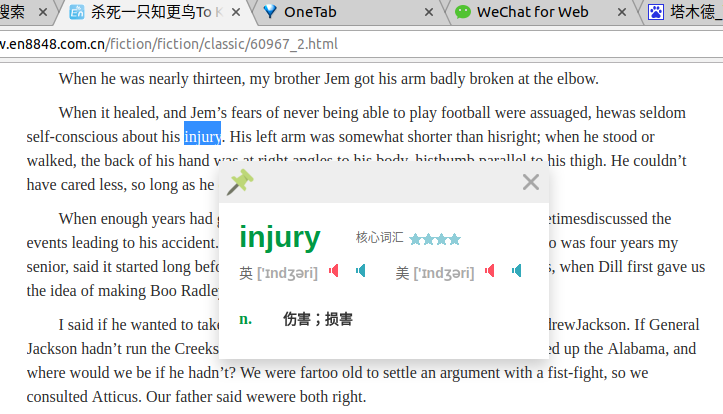 搜索
杀死一只知更鸟To K
OneTab
WeChat for Web
塔木德_
w.en8848.com.cn/fiction/fiction/classic/60967_2.html
When he was nearly thirteen, my brother Jem got his arm badly broken at the elbow.
When it healed, and Jem’s fears of never being able to play football were assuaged, hewas seldom
self-conscious about his injury. His left arm was somewhat shorter than hisright; when he stood or
walked, the back of his hand was at right angles to his body, histhumb parallel to his thigh. He couldn’t
have cared less, so long as he
When enough years had g etimesdiscussed the
events leading to his accident. o was four years my
senior, said it started long befo s, when Dill first gave us
the idea of making Boo Radley
I said if he wanted to take drewJackson. If General
Jackson hadn’t run the Creeks ed up the Alabama, and
where would we be if he hadn’t? We were fartoo old to settle an argument with a fist-fight, so we
consulted Atticus. Our father said wewere both right.
injury 核心词汇
英 ['ɪndʒəri] 美 ['ɪndʒəri]
n. 伤害；损害